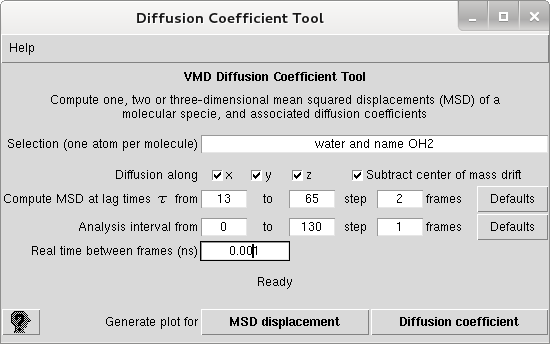 Diffusion Coefficient Tool
Help
VMD Diffusion Coefficient Tool
Compute one, two or three-dimensional mean squared displacements (MSD) of a
molecular specie, and associated diffusion coefficients
Selection (one atom per molecule) water and name OH2
Diffusion along x y z Subtract center of mass drift
Compute MSD at lag times τ from 13 to 65 step 2 frames Defaults
Analysis interval from 0 to 130 step 1 frames Defaults
Real time between frames (ns) 0.001
Ready
Generate plot for MSD displacement Diffusion coefficient